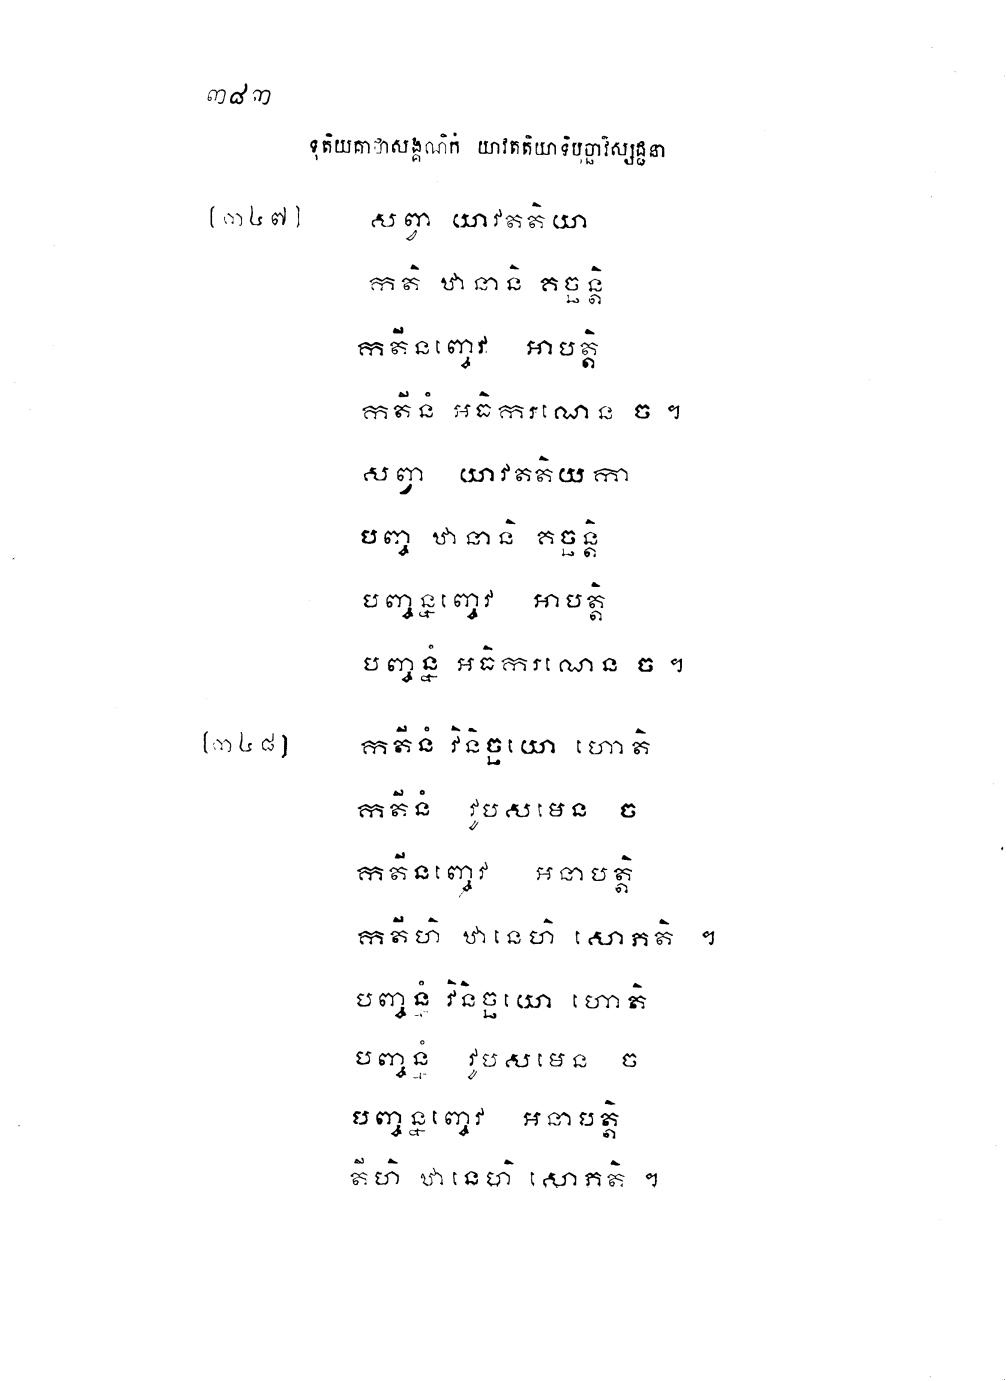 ៣៨៣
ទុតិយគាថាសង្គណិកំ យាវតតិយាទិបុច្ឆាវិស្សជ្ជនា
[៣៤៧] សព្វា យាវតតិយា
កតិ ឋានានិ គច្ឆន្តិ
កតីនញ្ចេវ អាបត្តិ
កតីនំ អធិករណេន ច ។
សព្វា យាវតតិយកា
បញ្ច ឋានានិ គច្ឆន្តិ
បញ្ចន្នញ្ចេវ អាបត្តិ
បញ្ចន្នំ អធិករណេន ច ។
[៣៤៨] កតីនំ វិនិច្ឆយោ ហោតិ
កតីនំ វូបសមេន ច
កតីនញ្ចេវ អនាបត្តិ
កតីហិ ឋានេហិ សោភតិ ។
បញ្ចន្នំ វិនិច្ឆយោ ហោតិ
បញ្ចន្នំ វូបសមេន ច
បញ្ចន្នញ្ចេវ អនាបត្តិ
តីហិ ឋានេហិ សោភតិ ។